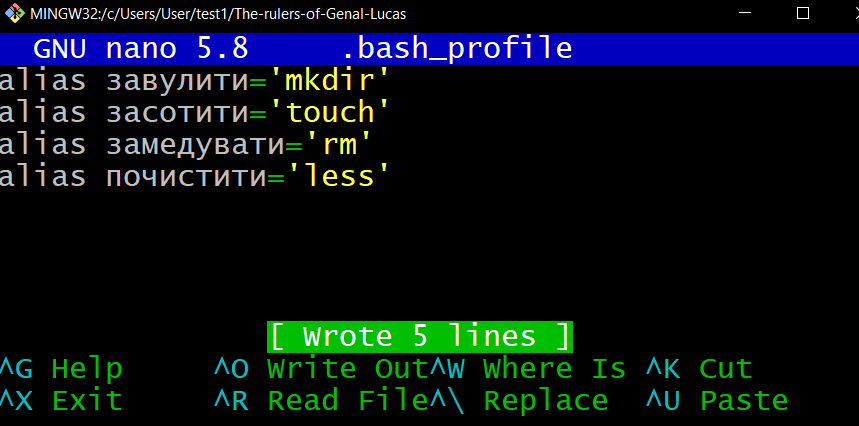 MINGW32:/c/Users/User/test1/The-rulers-of-Genal-Lucas
GNU nano 5.8 .bash_profile
alias завулити='mkdir'
alias засотити='touch'
alias замедувати='rm'
alias почистити='less'
[ Wrote 5 lines ]
^G Help ^O Write Out^W Where Is ^K Cut
^X Exit ^R Read File^\ Replace ^U Paste